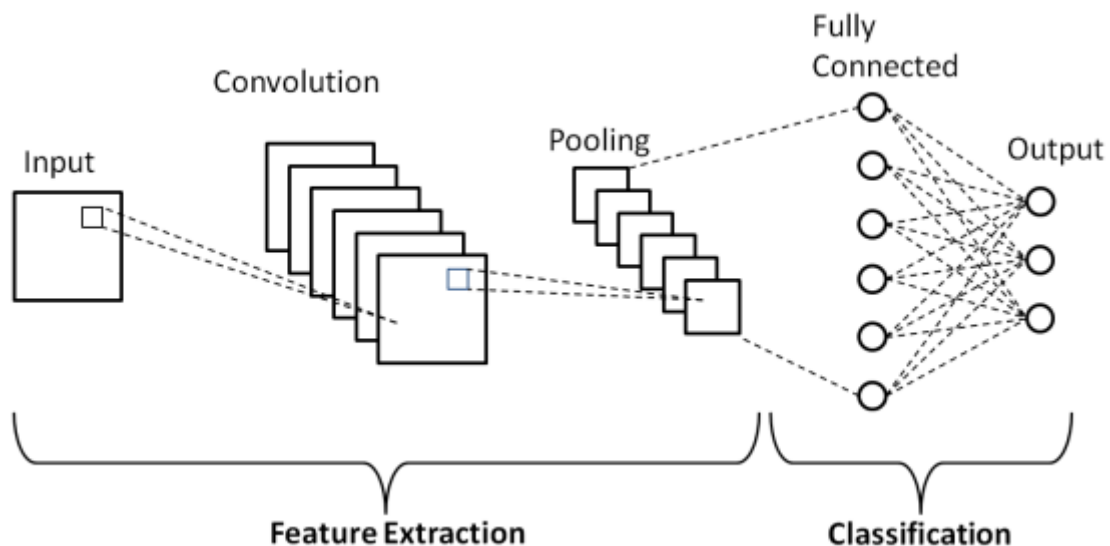 Input
Convolution
Pooling
Fully
Connected
Output
Feature Extraction
Classification